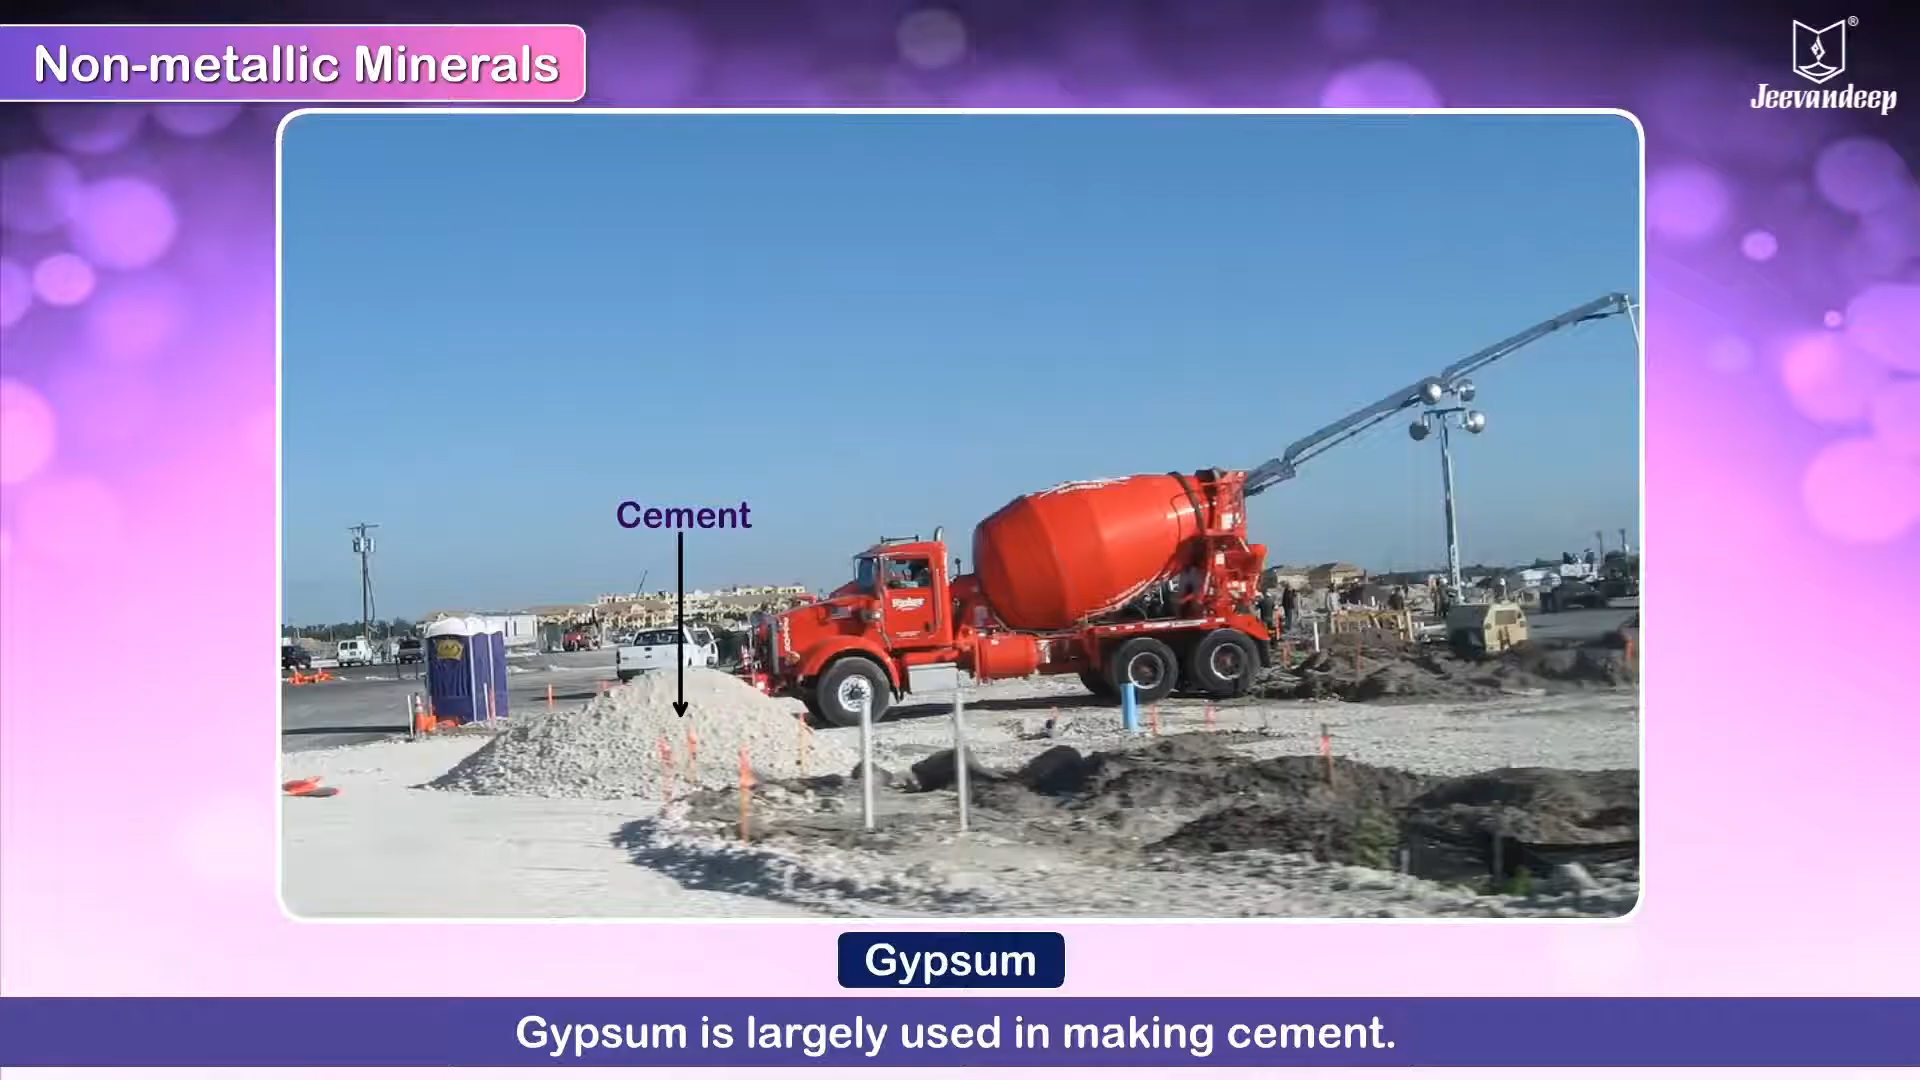 Non-metallic Minerals
®
Jeevandeep
Cement
Gypsum
Gypsum is largely used in making cement.